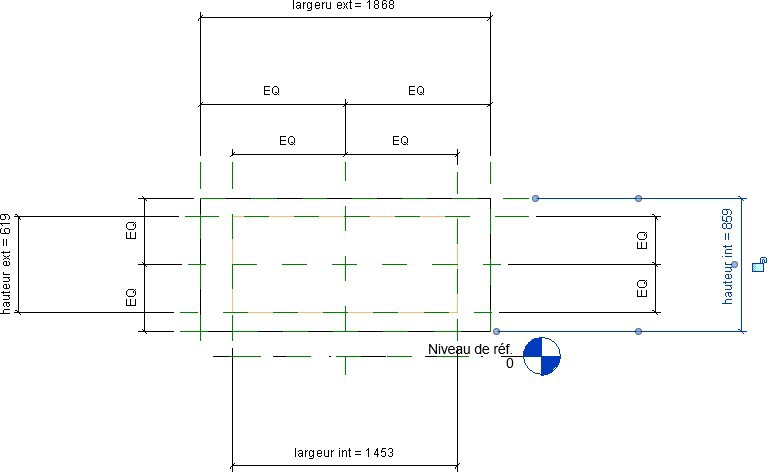 largeru ext = 1868
EQ
EQ
EQ
EQ
hauteur ext = 619
EQ
EQ
EQ
EQ
hauteur int = 859
Niveau de réf.
0
largeur int = 1453